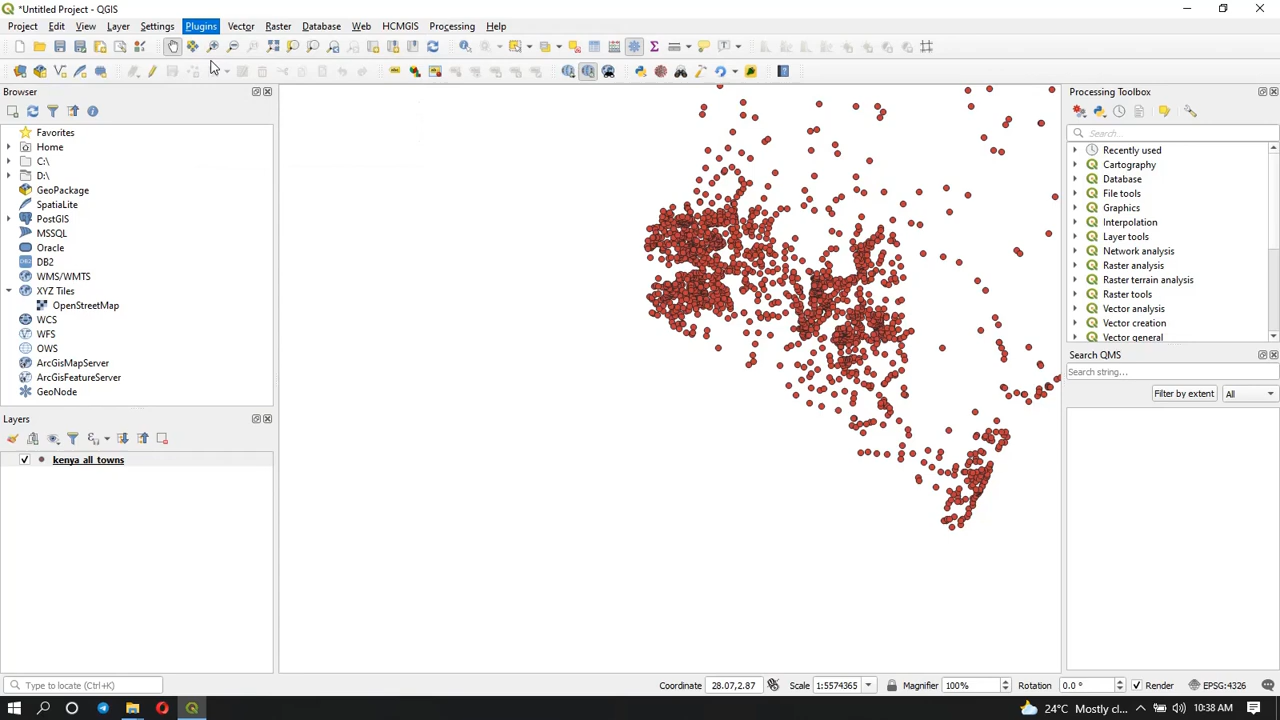 *Untitled Project — QGIS
Project Edit View Layer Settings Plugins Vector Raster Database Web HCMGIS Processing Help
Browser
Favorites
Home
C:\
D:\
GeoPackage
SpatiaLite
PostGIS
MSSQL
Oracle
DB2
WMS/WMTS
XYZ Tiles
OpenStreetMap
WCS
WFS
OWS
ArcGisMapServer
ArcGisFeatureServer
GeoNode
Layers
kenya all towns
Processing Toolbox
Search...
Recently used
Cartography
Database
File tools
Graphics
Interpolation
Layer tools
Network analysis
Raster analysis
Raster terrain analysis
Raster tools
Vector analysis
Vector creation
Vector general
Search QMS
Search string...
Filter by extent All
Type to locate (Ctrl+K)
Coordinate 28.07,2.87 Scale 1:5574365 Magnifier 100% Rotation 0.0 ° Render EPSG:4326
24°C Mostly cl... 10:38 AM